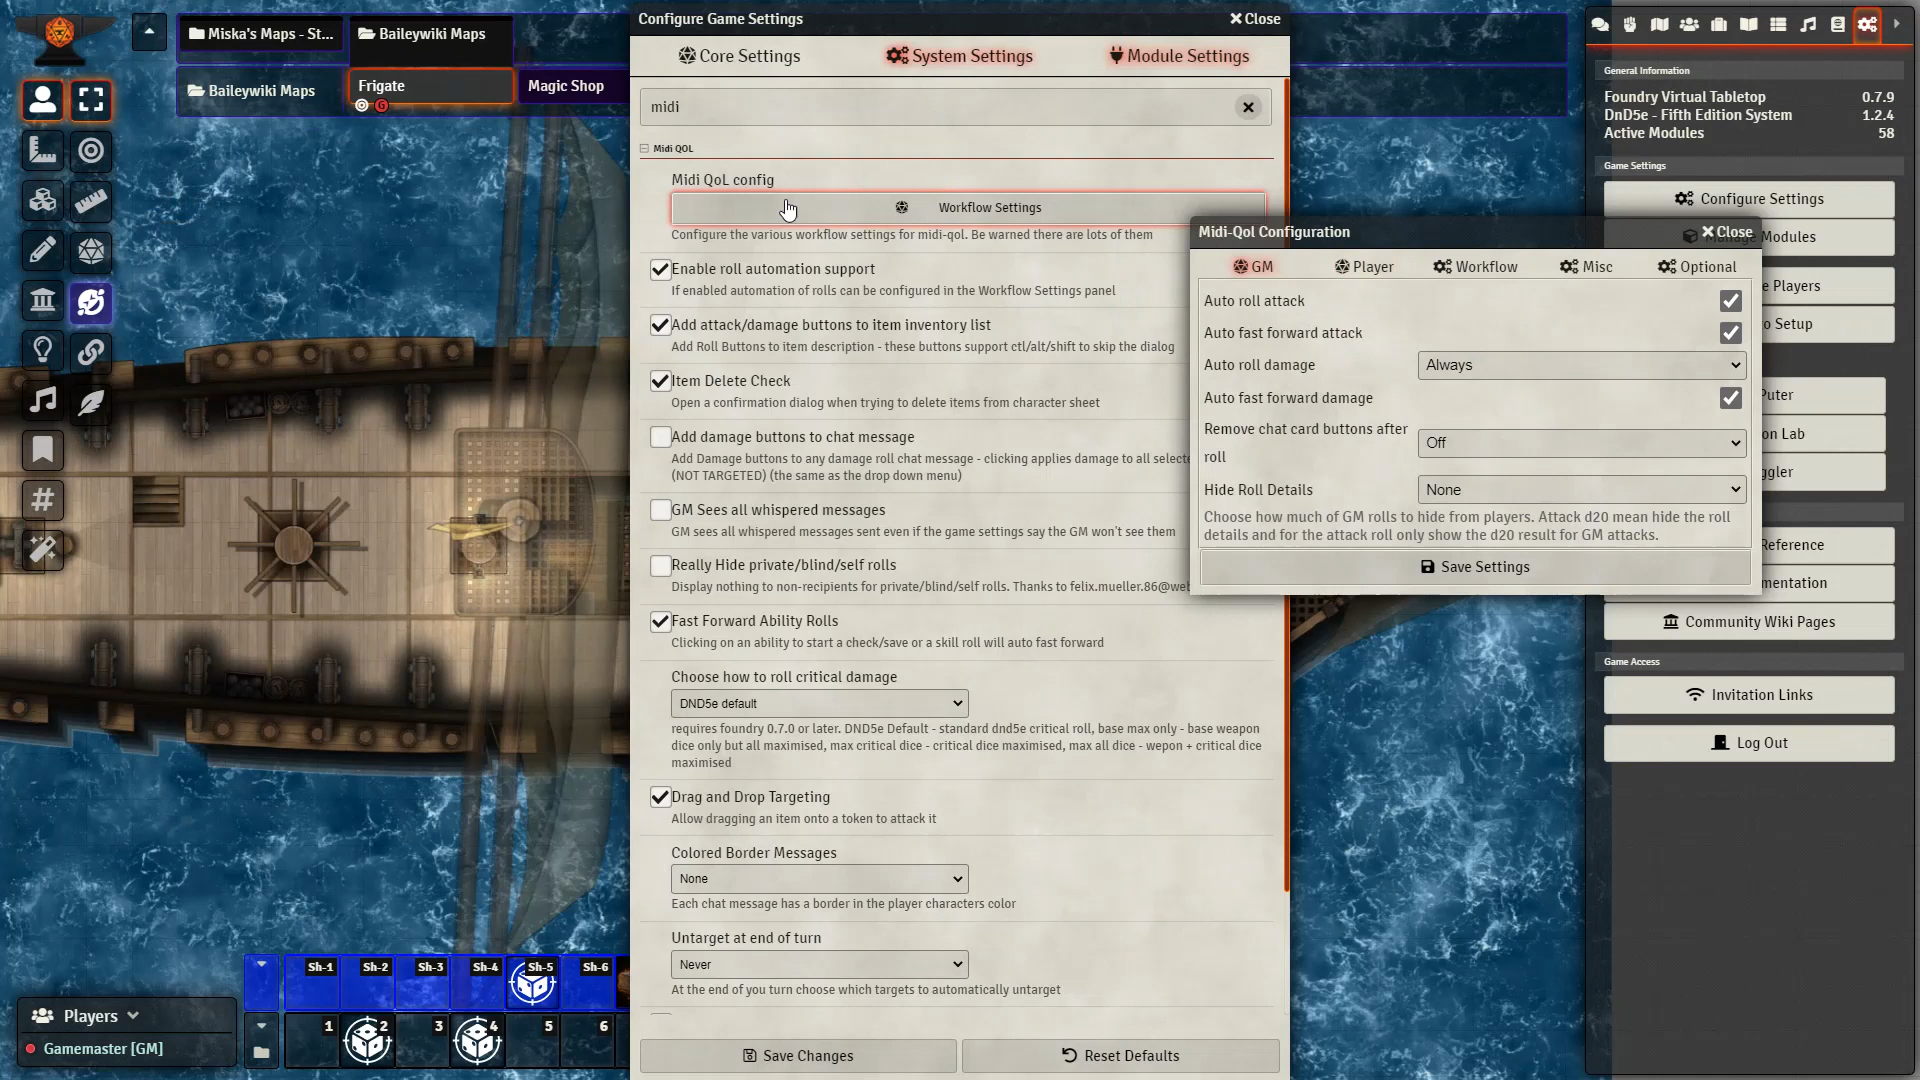 Miska's Maps - St...
Baileywiki Maps
Baileywiki Maps
Frigate
G
Magic Shop
Configure Game Settings
Close
Core Settings
System Settings
Module Settings
midi
Midi QOL
Midi QoL config
Workflow Settings
Configure the various workflow settings for midi-qol. Be warned there are lots of them
Enable roll automation support
If enabled automation of rolls can be configured in the Workflow Settings panel
Add attack/damage buttons to item inventory list
Add Roll Buttons to item description - these buttons support ctl/alt/shift to skip the dialog
Item Delete Check
Open a confirmation dialog when trying to delete items from character sheet
Add damage buttons to chat message
Add Damage buttons to any damage roll chat message - clicking applies damage to all selecte
(NOT TARGETED) (the same as the drop down menu)
GM Sees all whispered messages
GM sees all whispered messages sent even if the game settings say the GM won't see them
Really Hide private/blind/self rolls
Display nothing to non-recipients for private/blind/self rolls. Thanks to felix.mueller.86@web
Fast Forward Ability Rolls
Clicking on an ability to start a check/save or a skill roll will auto fast forward
Choose how to roll critical damage
DND5e default
requires foundry 0.7.0 or later. DND5e Default - standard dnd5e critical roll, base max only - base weapon
dice only but all maximised, max critical dice - critical dice maximised, max all dice - wepon + critical dice
maximised
Drag and Drop Targeting
Allow dragging an item onto a token to attack it
Colored Border Messages
None
Each chat message has a border in the player characters color
Untarget at end of turn
Never
At the end of you turn choose which targets to automatically untarget
Save Changes
Reset Defaults
Midi-Qol Configuration
Close
GM
Player
Workflow
Misc
Optional
Auto roll attack
Auto fast forward attack
Auto roll damage
Always
Auto fast forward damage
Remove chat card buttons after
roll
Off
Hide Roll Details
None
Choose how much of GM rolls to hide from players. Attack d20 mean hide the roll
details and for the attack roll only show the d20 result for GM attacks.
Save Settings
General Information
Foundry Virtual Tabletop 0.7.9
DnD5e - Fifth Edition System 1.2.4
Active Modules 58
Game Settings
Configure Settings
Modules
e Players
o Setup
Puter
on Lab
ggler
Reference
mentation
Community Wiki Pages
Game Access
Invitation Links
Log Out
Sh-1
Sh-2
Sh-3
Sh-4
Sh-5
Sh-6
1
2
3
4
5
6
Players
Gamemaster [GM]